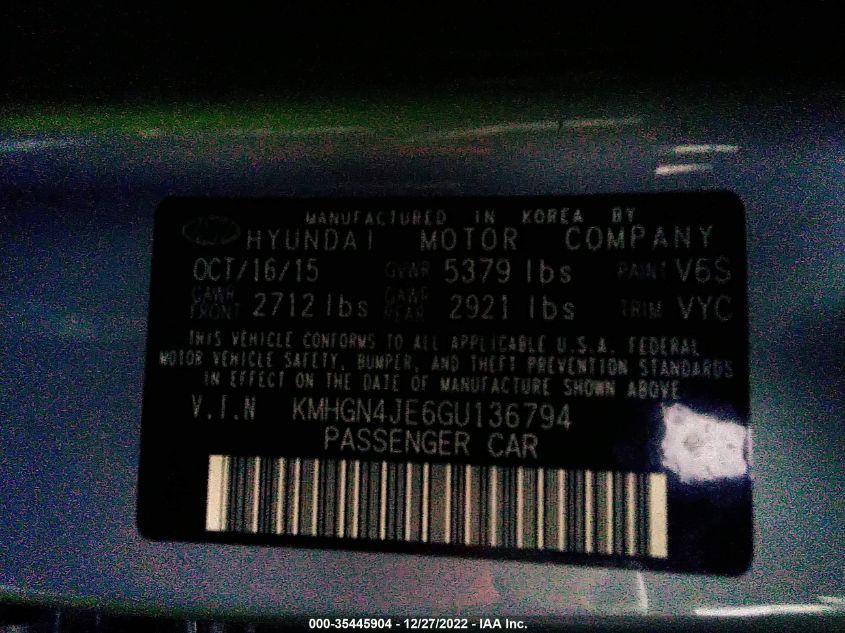 MANUFACTURED IN KOREA BY
HYUNDAI MOTOR COMPANY
OCT/16/15 GVWR 5379 lbs PAINT V6S
GAWR FRONT 2712 lbs GAWR REAR 2921 lbs TRIM VYC
THIS VEHICLE CONFORMS TO ALL APPLICABLE U.S.A. FEDERAL
MOTOR VEHICLE SAFETY, BUMPER, AND THEFT PREVENTION STANDARDS
IN EFFECT ON THE DATE OF MANUFACTURE SHOWN ABOVE
V.I.N KMHGN4JE6GU136794
PASSENGER CAR
000-35445904 - 12/27/2022 - IAA Inc.